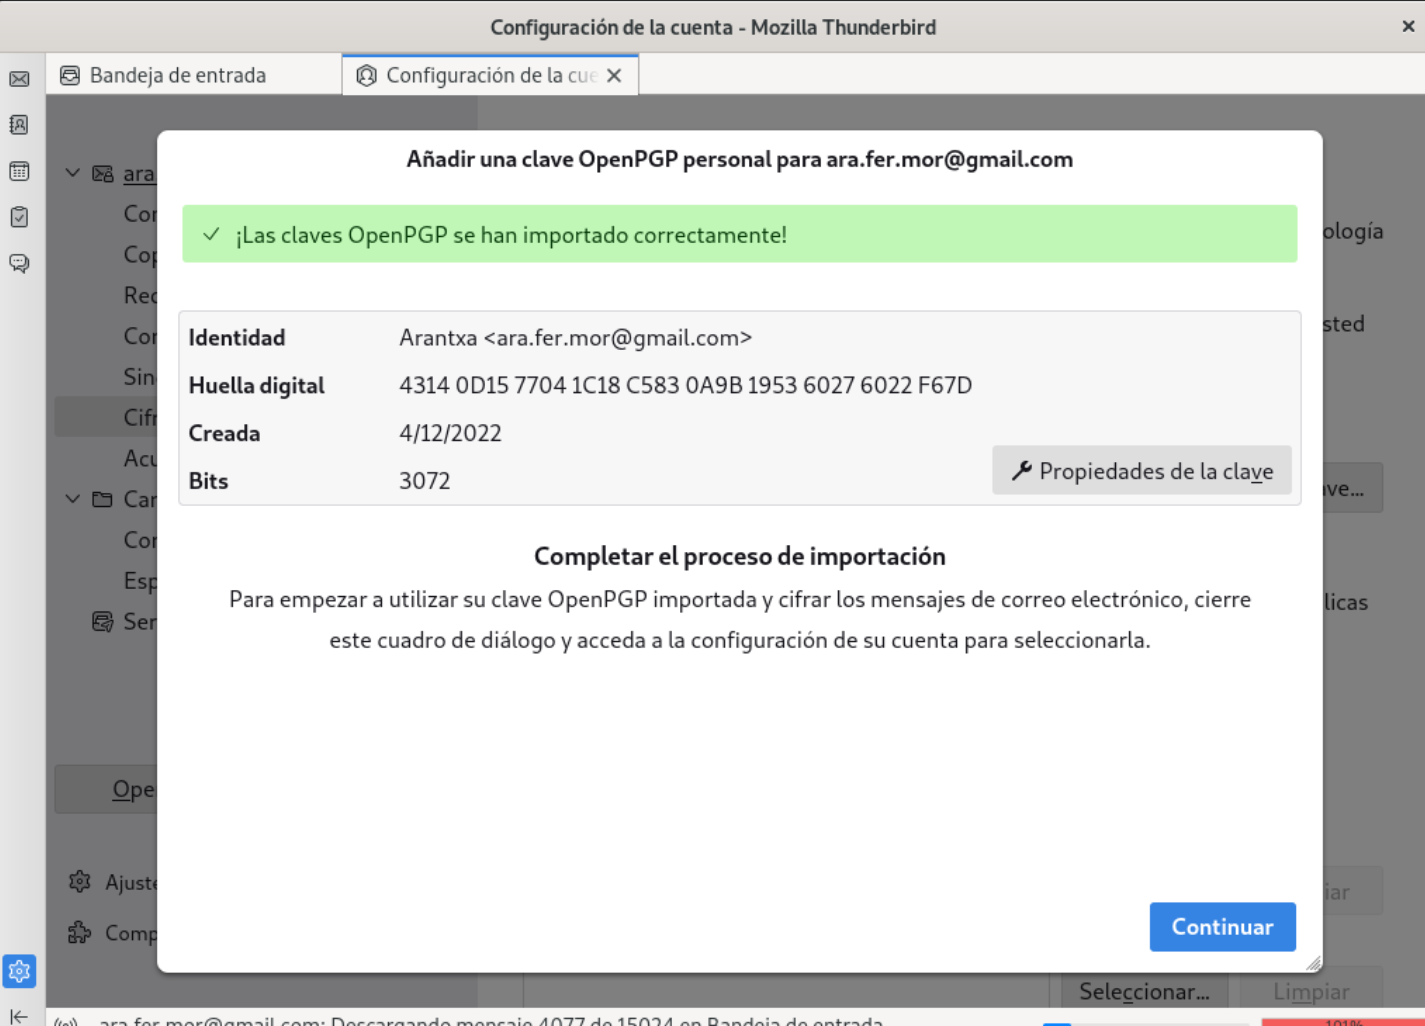 Configuración de la cuenta - Mozilla Thunderbird
Bandeja de entrada
Configuración de la cue
Añadir una clave OpenPGP personal para ara.fer.mor@gmail.com
ara
¡Las claves OpenPGP se han importado correctamente!
ología
Identidad Arantxa <ara.fer.mor@gmail.com>
Huella digital 4314 0D15 7704 1C18 C583 0A9B 1953 6027 6022 F67D
Creada 4/12/2022
Bits 3072
Propiedades de la clave
Completar el proceso de importación
Para empezar a utilizar su clave OpenPGP importada y cifrar los mensajes de correo electrónico, cierre
este cuadro de diálogo y acceda a la configuración de su cuenta para seleccionarla.
sted
ve...
licas
Rec
Sin
Cifr
Acu
Car
Esp
Ser
Ope
Ajuste
Comp
iar
Continuar
Seleccionar...
Limpiar
ara.fer.mor@gmail.com: Descargando mensaje 4077 de 15024 en Bandeja de entrada
101%